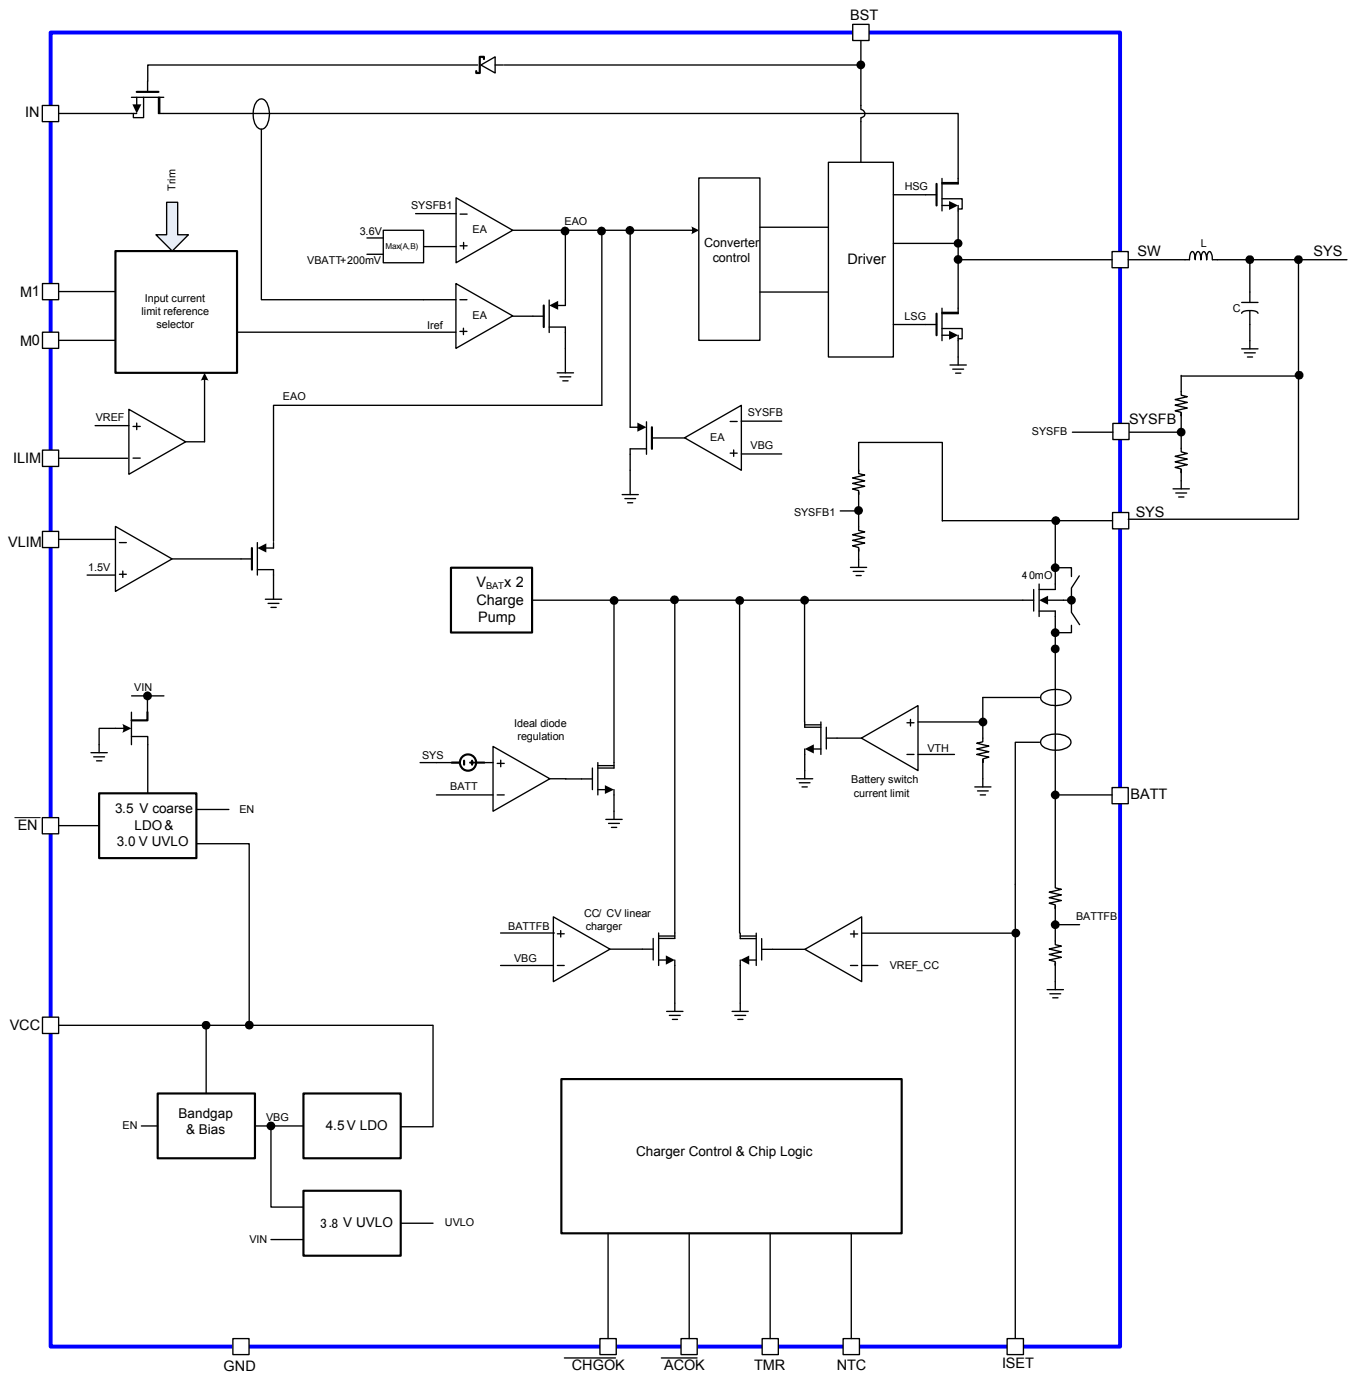 BST
IN
Trim
HSG
SYSFB1
EA
EAO
3.6V
Max(A,B)
VBATT+200mV
Converter
control
Driver
SW
L
SYS
M1
Input current
limit reference
selector
C
M0
Iref
EA
LSG
EAO
VREF
SYSFB
EA
VBG
SYSFB
SYSFB
ILIM
SYSFB1
SYS
VLIM
1.5V
40mO
VBATx 2
Charge
Pump
VIN
Ideal diode
regulation
SYS
BATT
VTH
Battery switch
current limit
BATT
3.5 V coarse
LDO &
3.0 V UVLO
EN
EN
CC/ CV linear
charger
BATTFB
VBG
BATTFB
VREF_CC
VCC
Bandgap
& Bias
EN
VBG
4.5V LDO
Charger Control & Chip Logic
3.8 V UVLO
UVLO
VIN
GND
CHGOK
ACOK
TMR
NTC
ISET